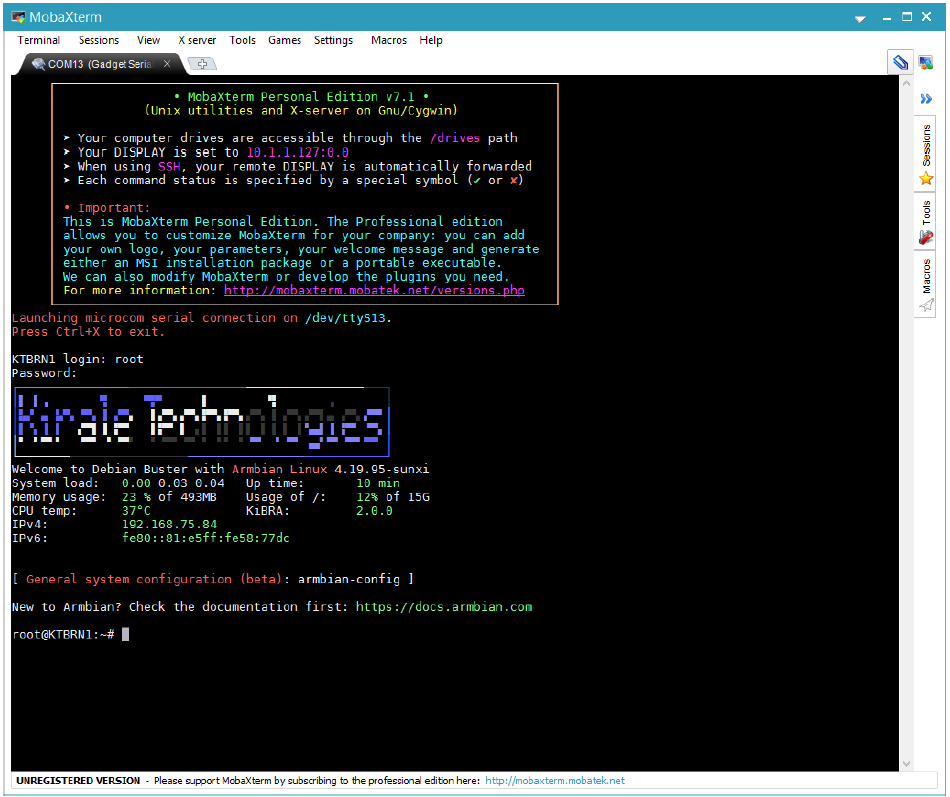 MobaXterm
Terminal Sessions View X server Tools Games Settings Macros Help
COM13 (GadgetSeria
• MobaXterm Personal Edition v7.1 •
(Unix utilities and X-server on Gnu/Cygwin)
➤ Your computer drives are accessible through the /drives path
➤ Your DISPLAY is set to 10.1.1.127:0.0
➤ When using SSH, your remote DISPLAY is automatically forwarded
➤ Each command status is specified by a special symbol (✔ or ✘)
• Important:
This is MobaXterm Personal Edition. The Professional edition
allows you to customize MobaXterm for your company: you can add
your own logo, your parameters, your welcome message and generate
either an MSI installation package or a portable executable.
We can also modify MobaXterm or develop the plugins you need.
For more information: http://mobaxterm.mobatek.net/versions.php
Launching microcom serial connection on /dev/ttyS13.
Press Ctrl+X to exit.
KTBRN1 login: root
Password:
Kirale Technologies
Welcome to Debian Buster with Armbian Linux 4.19.95-sunxi
System load: 0.00 0.03 0.04 Up time: 10 min
Memory usage: 23 % of 493MB Usage of /: 12% of 15G
CPU temp: 37°C KiBRA: 2.0.0
IPv4: 192.168.75.84
IPv6: fe80::81:e5ff:fe58:77dc
[ General system configuration (beta): armbian-config ]
New to Armbian? Check the documentation first: https://docs.armbian.com
root@KTBRN1:~#
Sessions
Tools
Macros
UNREGISTERED VERSION - Please support MobaXterm by subscribing to the professional edition here: http://mobaxterm.mobatek.net